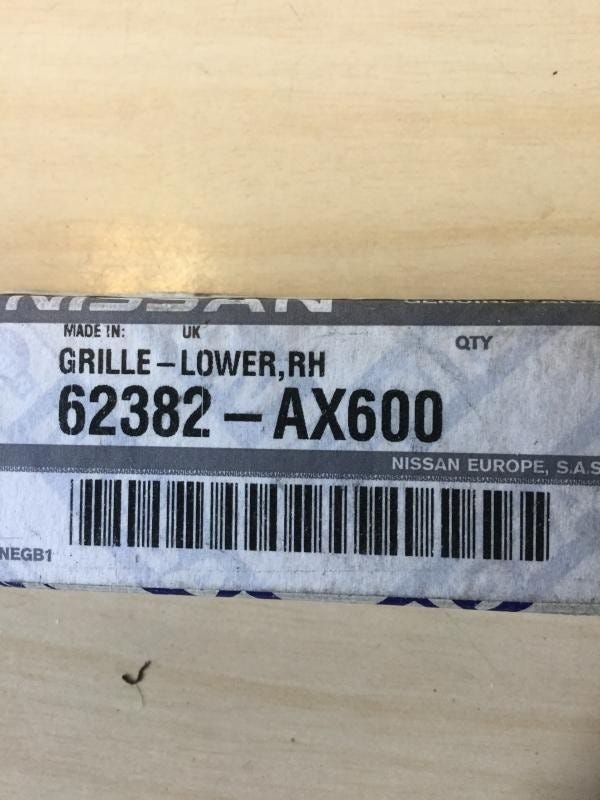 NISSAN
MADE IN: UK
QTY
GRILLE-LOWER,RH
62382-AX600
NISSAN EUROPE, S.A.S
NEGB1